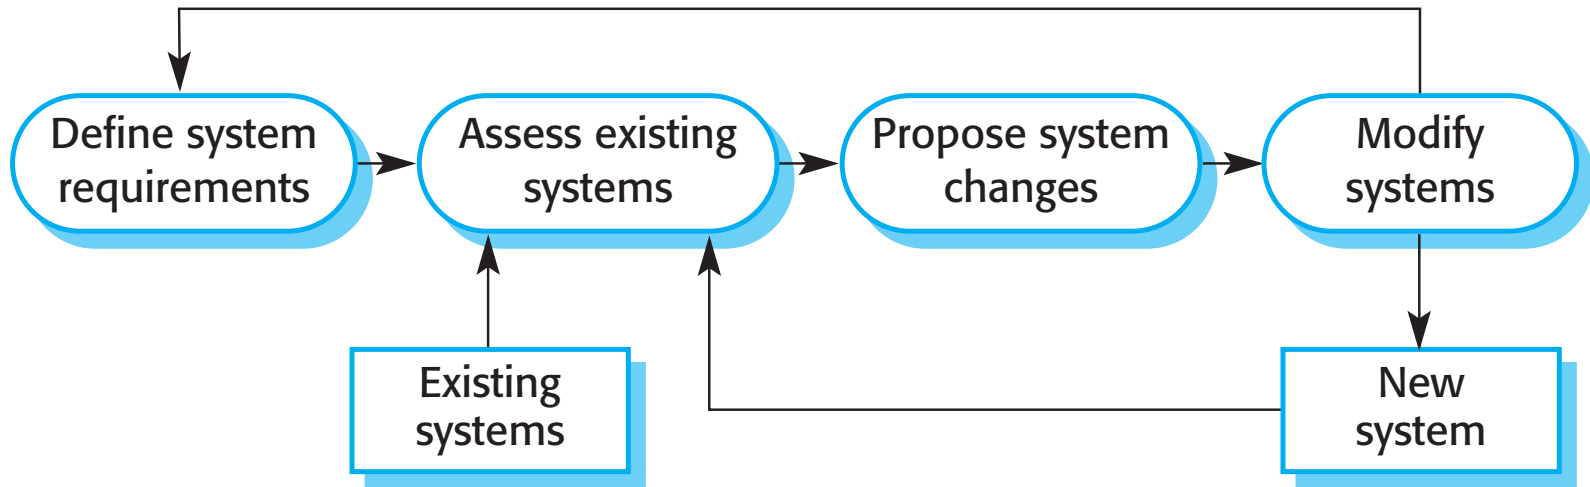 Define system
requirements
Assess existing
systems
Propose system
changes
Modify
systems
Existing
systems
New
system